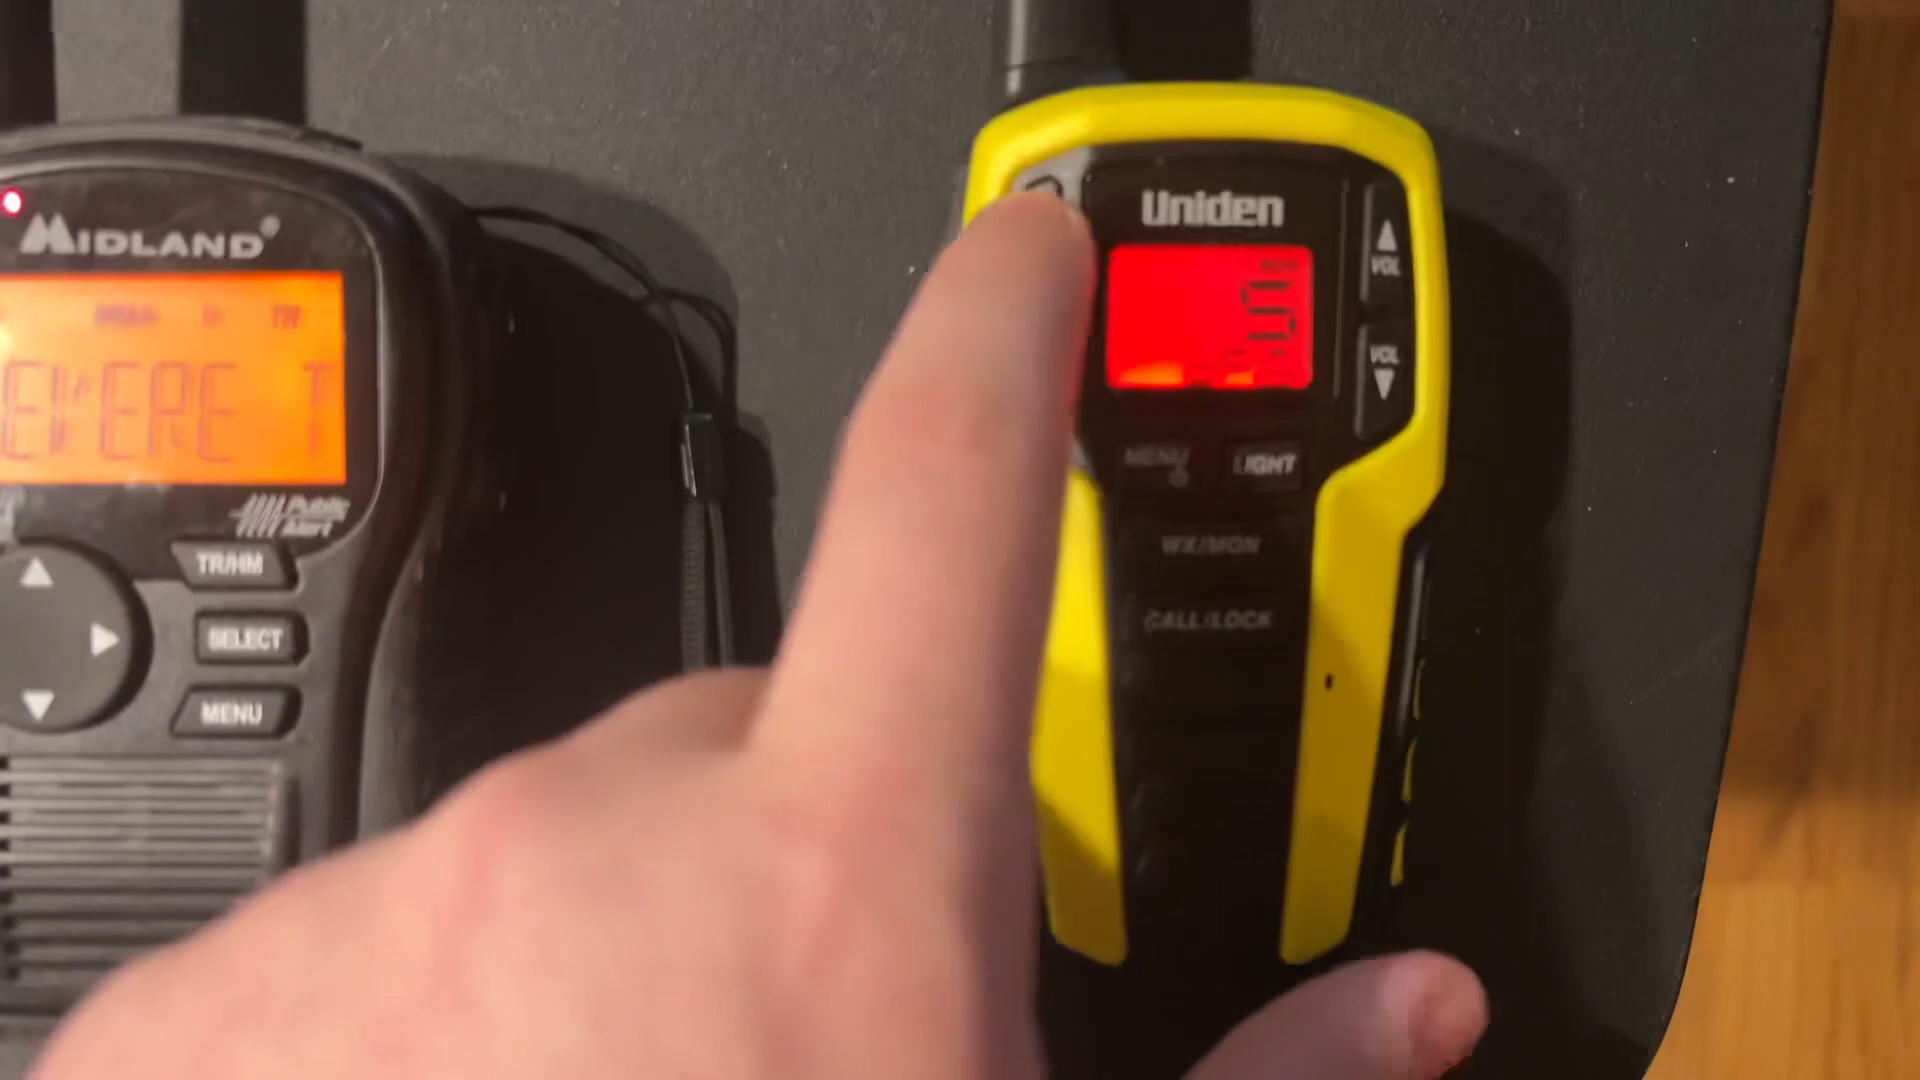 MIDLAND®
EVERE T
Public
Alert
TR/HM
SELECT
MENU
Uniden
5
VOL
VOL
MENU
LIGHT
WX/MON
CALL/LOCK